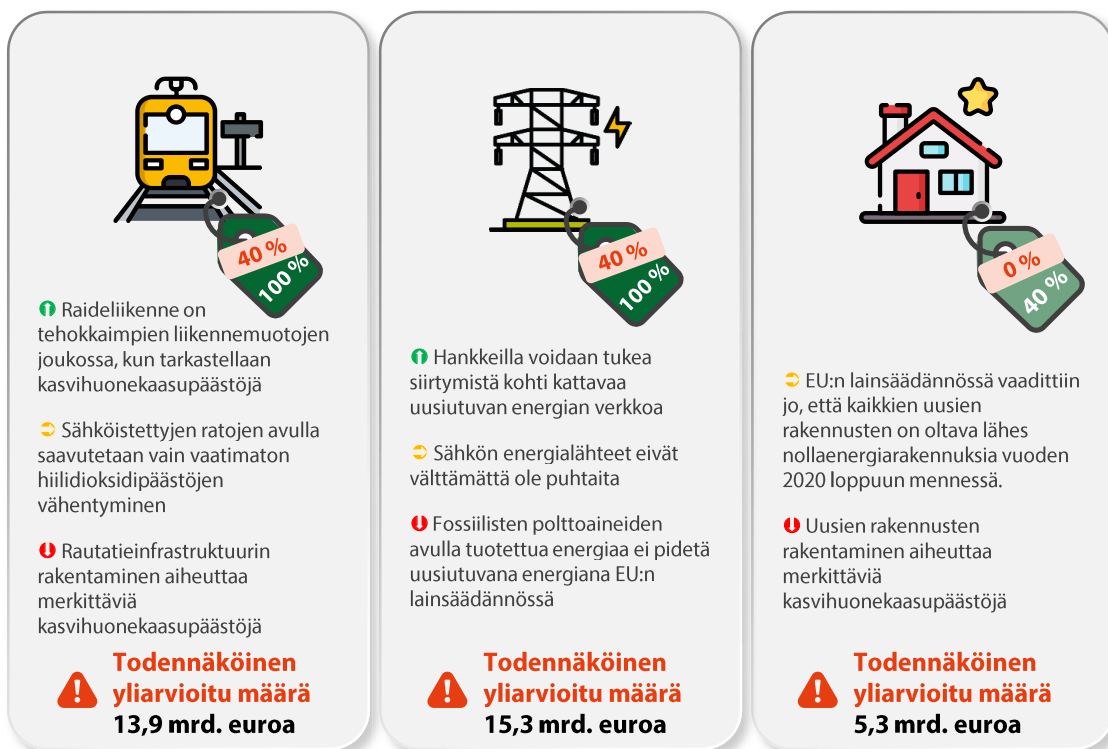 40 %
100 %
Raideliikenne on
tehokkaimpien liikennemuotojen
joukossa, kun tarkastellaan
kasvihuonekaasupäästöjä
Sähköistettyjen ratojen avulla
saavutetaan vain vaatimaton
hiilidioksidipäästöjen
vähentyminen
Rautatieinfrastruktuurin
rakentaminen aiheuttaa
merkittäviä
kasvihuonekaasupäästöjä
Todennäköinen
yliarvioitu määrä
13,9 mrd. euroa
40 %
100 %
Hankkeilla voidaan tukea
siirtymistä kohti kattavaa
uusiutuvan energian verkkoa
Sähkön energialähteet eivät
välttämättä ole puhtaita
Fossiilisten polttoaineiden
avulla tuotettua energiaa ei pidetä
uusiutuvana energiana EU:n
lainsäädännössä
Todennäköinen
yliarvioitu määrä
15,3 mrd. euroa
0 %
40 %
EU:n lainsäädännössä vaadittiin
jo, että kaikkien uusien
rakennusten on oltava lähes
nollaenergiarakennuksia vuoden
2020 loppuun mennessä.
Uusien rakennusten
rakentaminen aiheuttaa
merkittäviä
kasvihuonekaasupäästöjä
Todennäköinen
yliarvioitu määrä
5,3 mrd. euroa